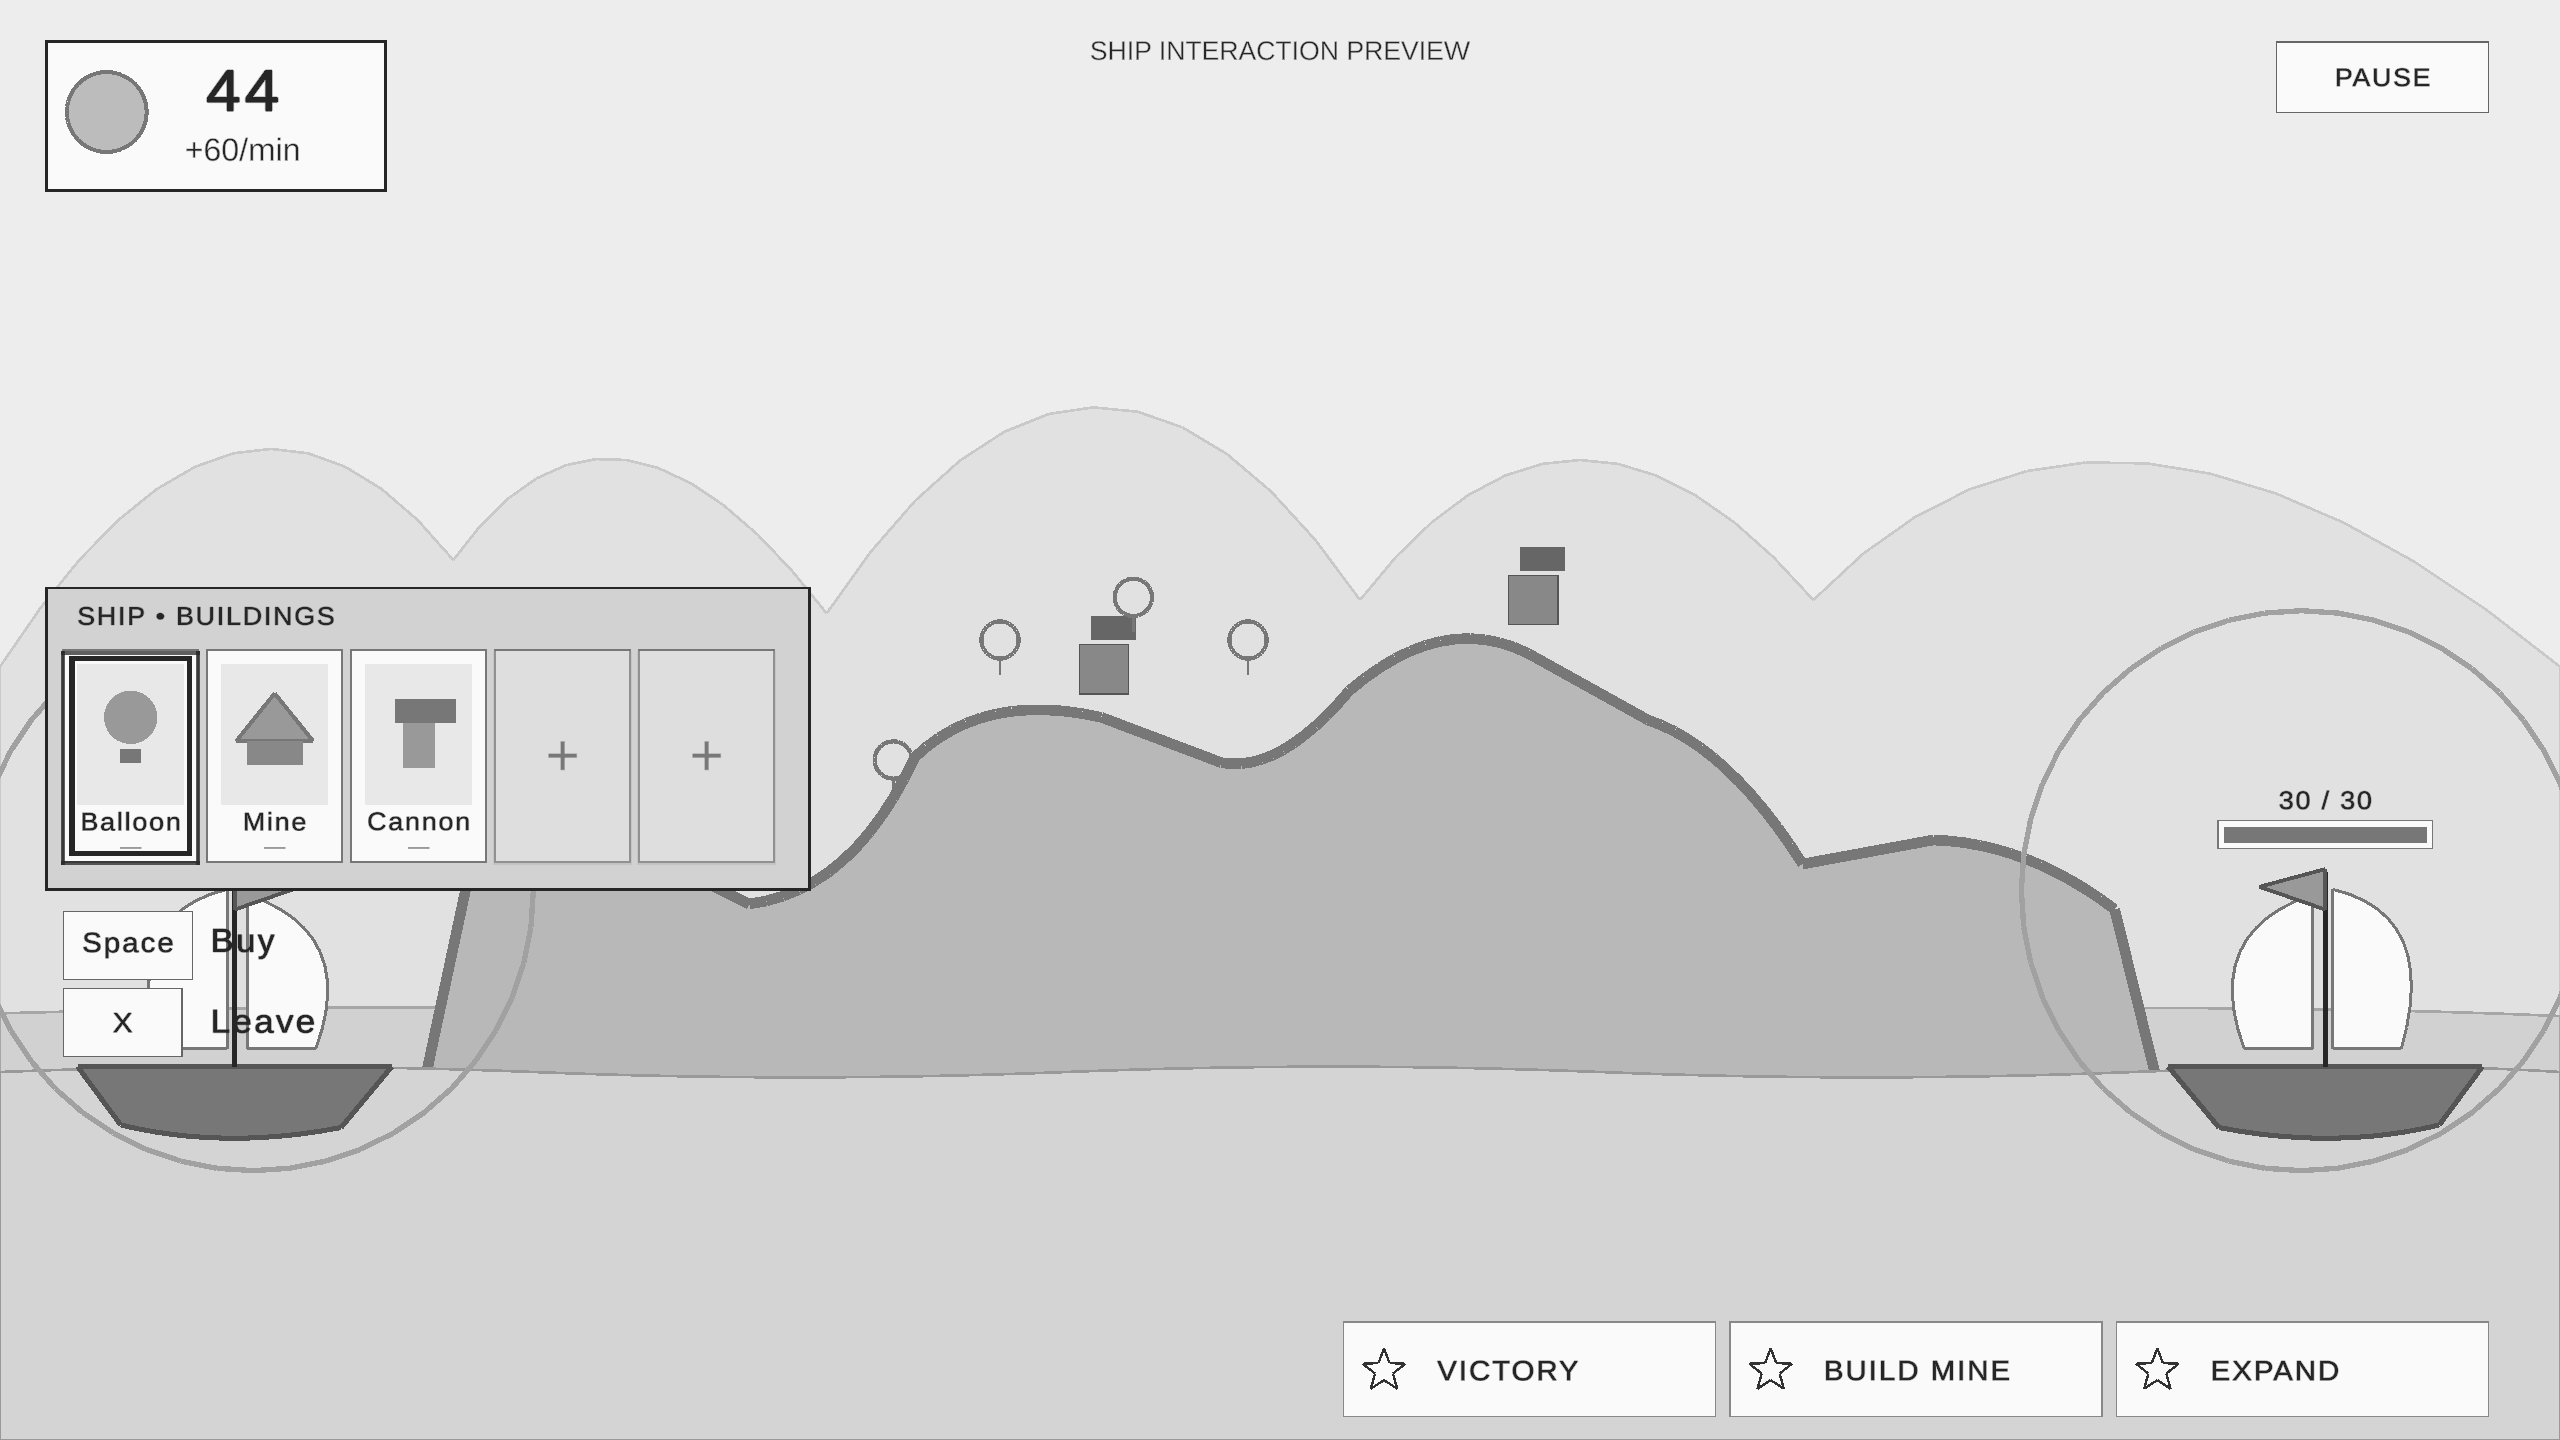 SHIP INTERACTION PREVIEW
44
+60/min
PAUSE
SHIP • BUILDINGS
Balloon
—
Mine
—
Cannon
—
+
+
Space Buy
X Leave
30 / 30
VICTORY
BUILD MINE
EXPAND